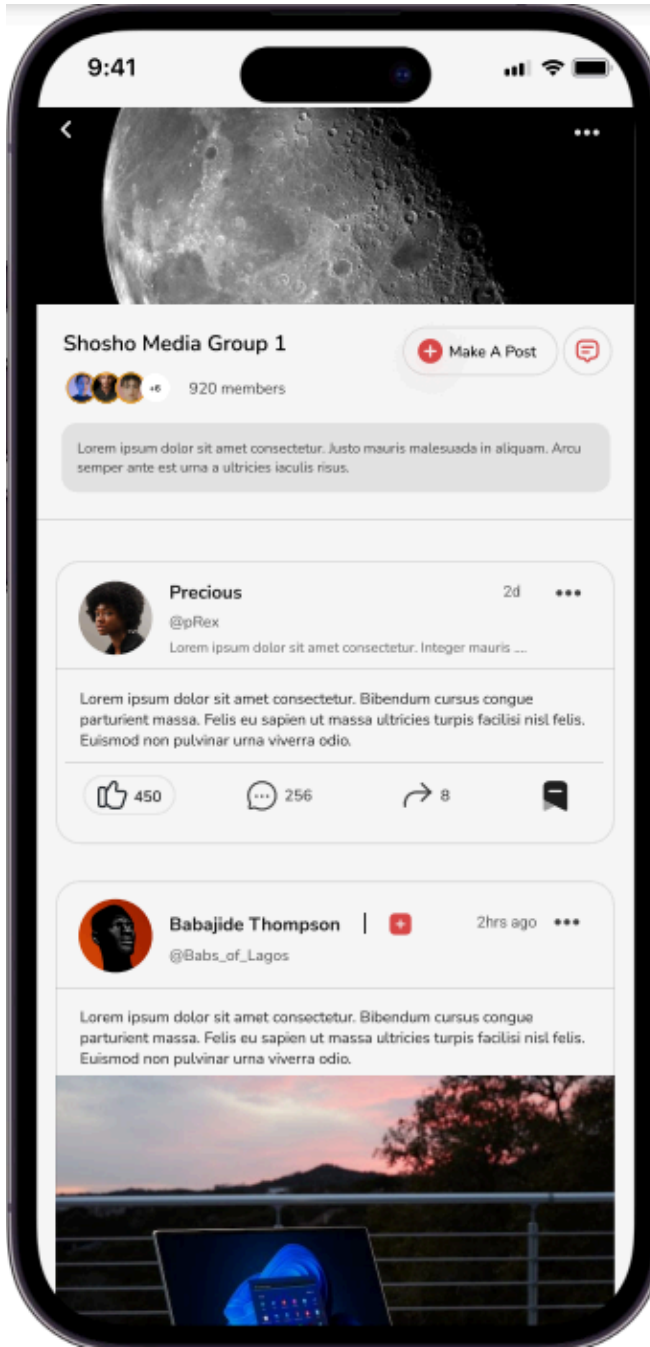 9:41
Shosho Media Group 1
Make A Post
+6
920 members
Lorem ipsum dolor sit amet consectetur. Justo mauris malesuada in aliquam. Arcu
semper ante est urna a ultricies iaculis risus.
Precious
2d
@pRex
Lorem ipsum dolor sit amet consectetur. Integer mauris ....
Lorem ipsum dolor sit amet consectetur. Bibendum cursus congue
parturient massa. Felis eu sapien ut massa ultricies turpis facilisi nisl felis.
Euismod non pulvinar urna viverra odio.
450
256
8
Babajide Thompson |
2hrs ago
@Babs_of_Lagos
Lorem ipsum dolor sit amet consectetur. Bibendum cursus congue
parturient massa. Felis eu sapien ut massa ultricies turpis facilisi nisl felis.
Euismod non pulvinar urna viverra odio.